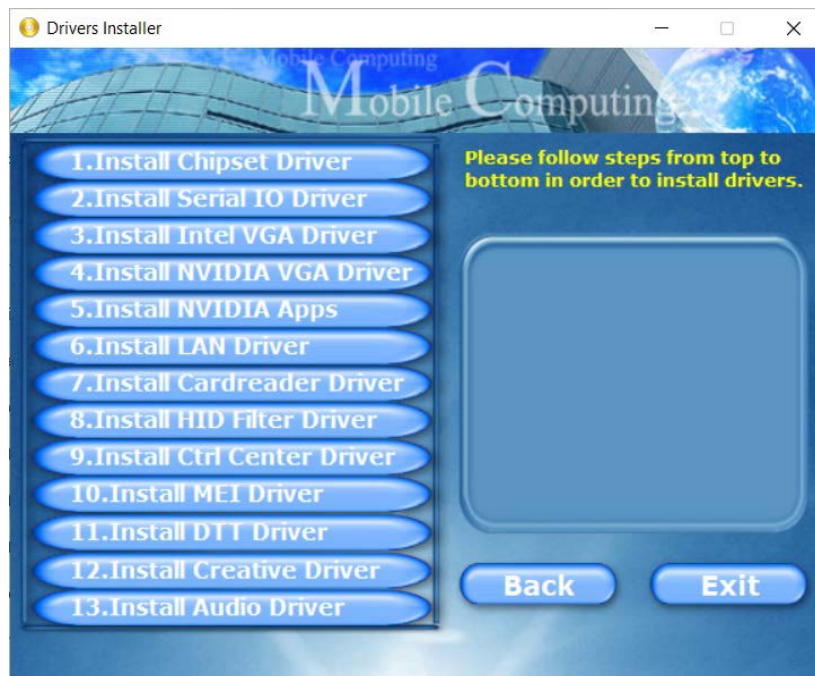 Drivers Installer
Mobile Computing
Mobile Computing
1.Install Chipset Driver
2.Install Serial IO Driver
3.Install Intel VGA Driver
4.Install NVIDIA VGA Driver
5.Install NVIDIA Apps
6.Install LAN Driver
7.Install Cardreader Driver
8.Install HID Filter Driver
9.Install Ctrl Center Driver
10.Install MEI Driver
11.Install DTT Driver
12.Install Creative Driver
13.Install Audio Driver
Please follow steps from top to
bottom in order to install drivers.
Back
Exit